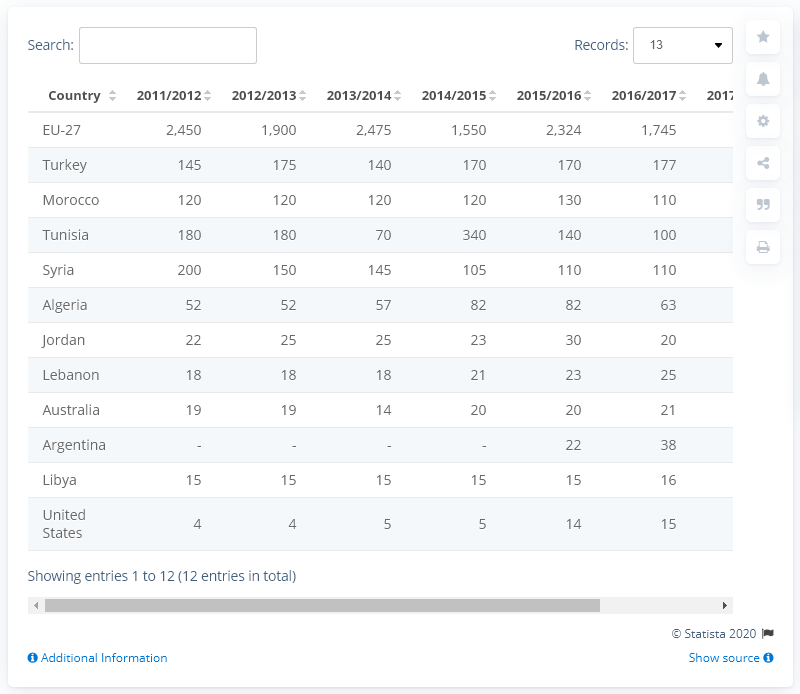 Search:
Records: 13
Country 2011/2012 2012/2013 2013/2014 2014/2015 2015/2016 2016/2017 2017
EU-27 2,450 1,900 2,475 1,550 2,324 1,745
Turkey 145 175 140 170 170 177
Morocco 120 120 120 120 130 110
Tunisia 180 180 70 340 140 100
Syria 200 150 145 105 110 110
Algeria 52 52 57 82 82 63
Jordan 22 25 25 23 30 20
Lebanon 18 18 18 21 23 25
Australia 19 19 14 20 20 21
Argentina - - - - 22 38
Libya 15 15 15 15 15 16
United
States 4 4 5 5 14 15
Showing entries 1 to 12 (12 entries in total)
© Statista 2020
Additional Information
Show source